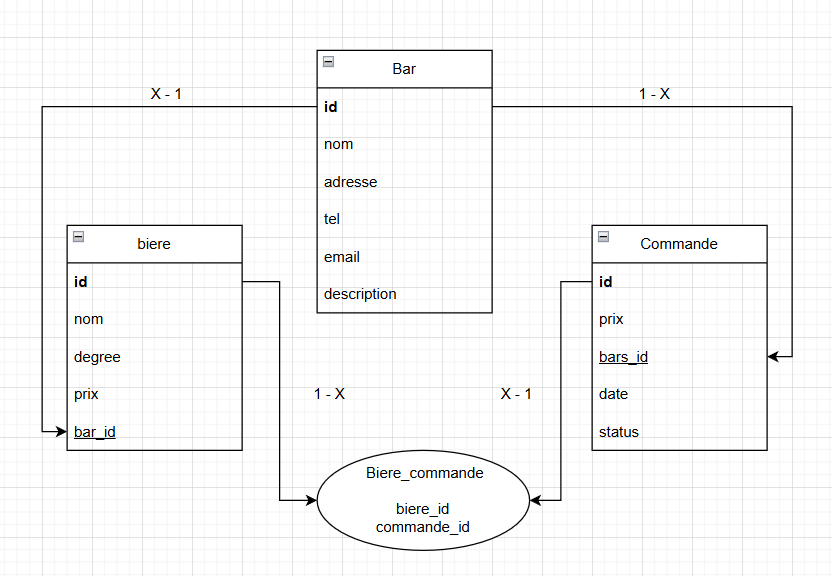 Bar
X - 1
1 - X
id
nom
adresse
tel
email
description
biere
id
nom
degree
prix
bar_id
Commande
id
prix
bars_id
date
status
1 - X
X - 1
Biere_commande
biere_id
commande_id